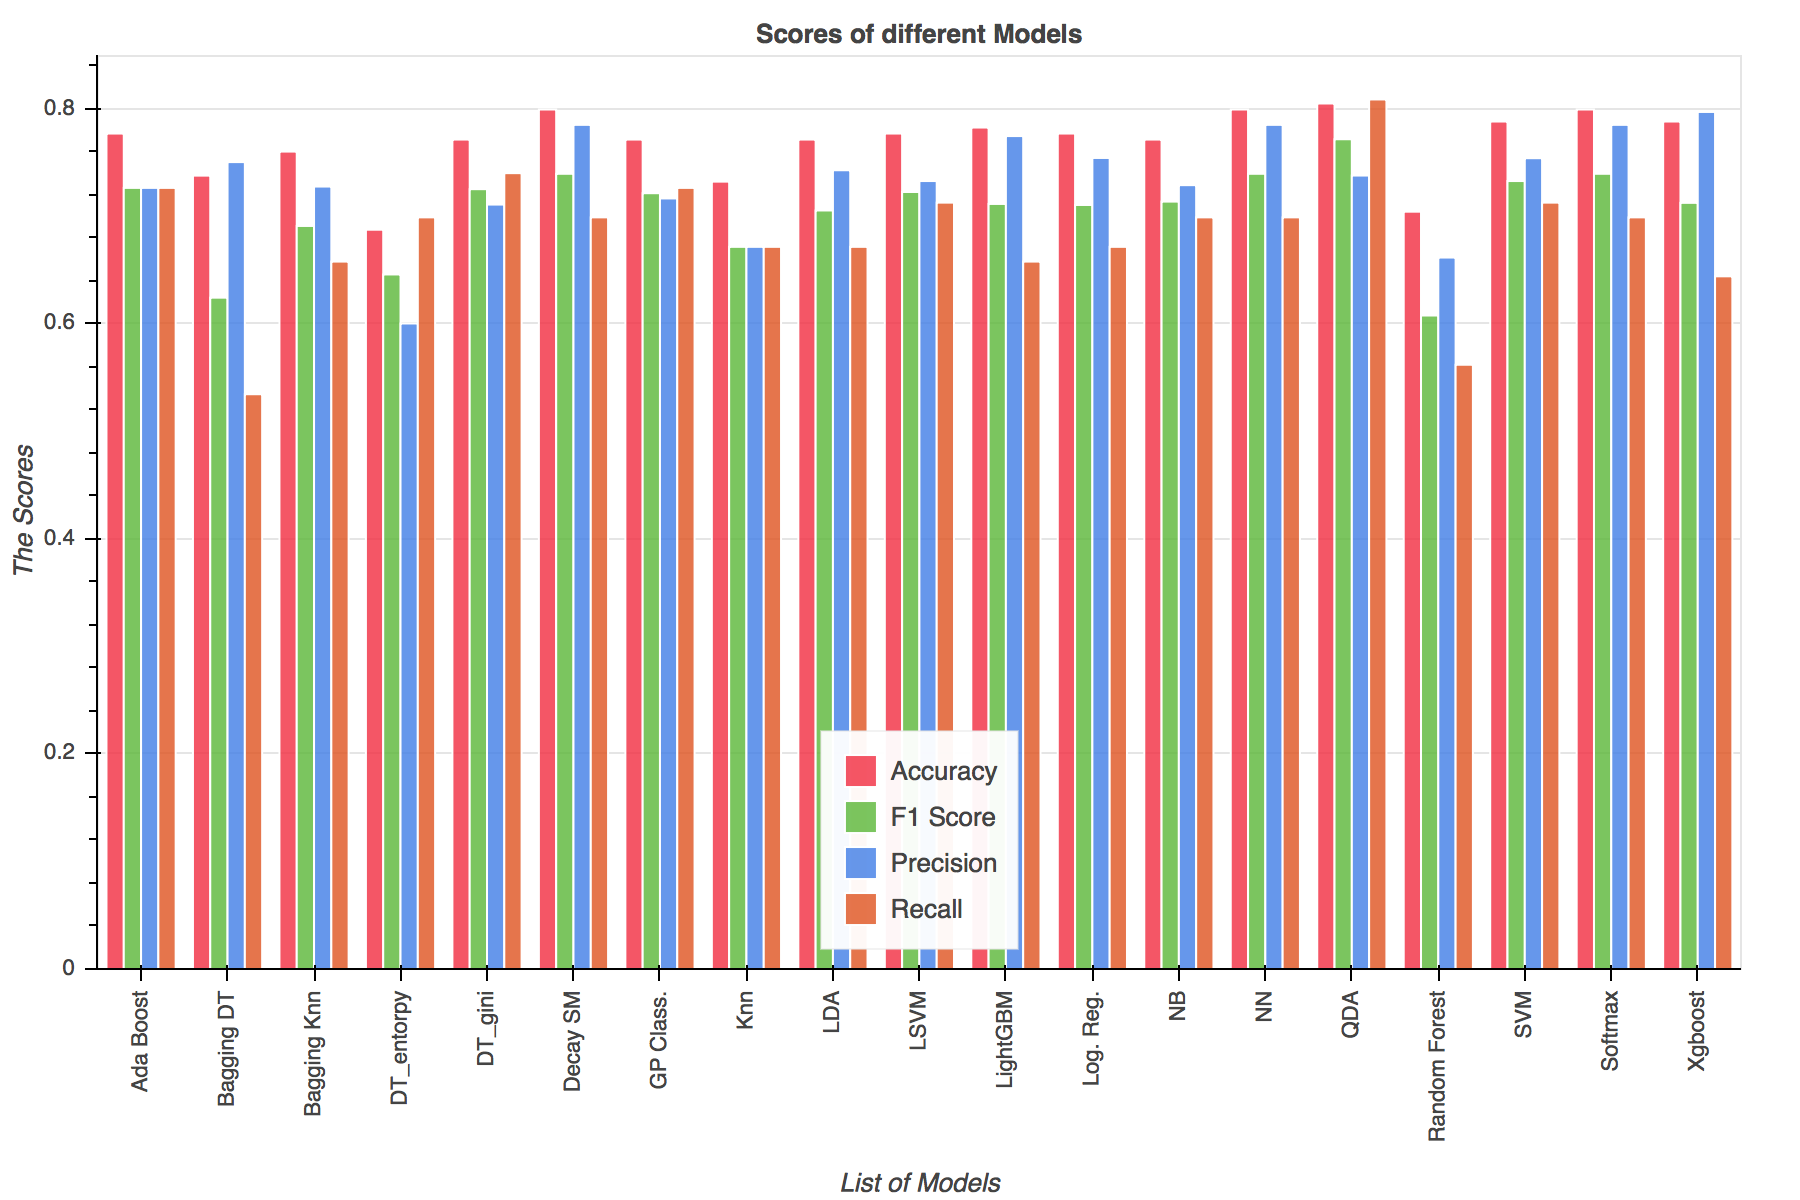 Scores of different Models
The Scores
0.8
0.6
0.4
0.2
0
Accuracy
F1 Score
Precision
Recall
Ada Boost
Bagging DT
Bagging Knn
DT_entorpy
DT_gini
Decay SM
GP Class.
Knn
LDA
LSVM
LightGBM
Log. Reg.
NB
NN
QDA
Random Forest
SVM
Softmax
Xgboost
List of Models